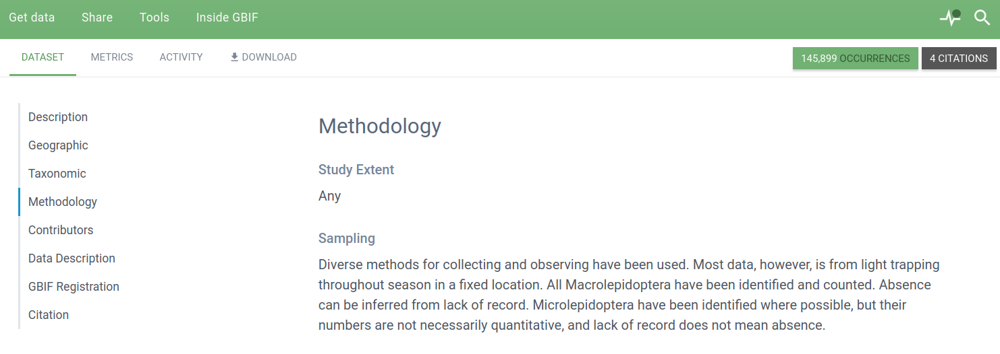 Get data Share Tools Inside GBIF
DATASET METRICS ACTIVITY DOWNLOAD 145,899 OCCURRENCES 4 CITATIONS
Description
Geographic
Taxonomic
Methodology
Contributors
Data Description
GBIF Registration
Citation
Methodology
Study Extent
Any
Sampling
Diverse methods for collecting and observing have been used. Most data, however, is from light trapping
throughout season in a fixed location. All Macrolepidoptera have been identified and counted. Absence
can be inferred from lack of record. Microlepidoptera have been identified where possible, but their
numbers are not necessarily quantitative, and lack of record does not mean absence.